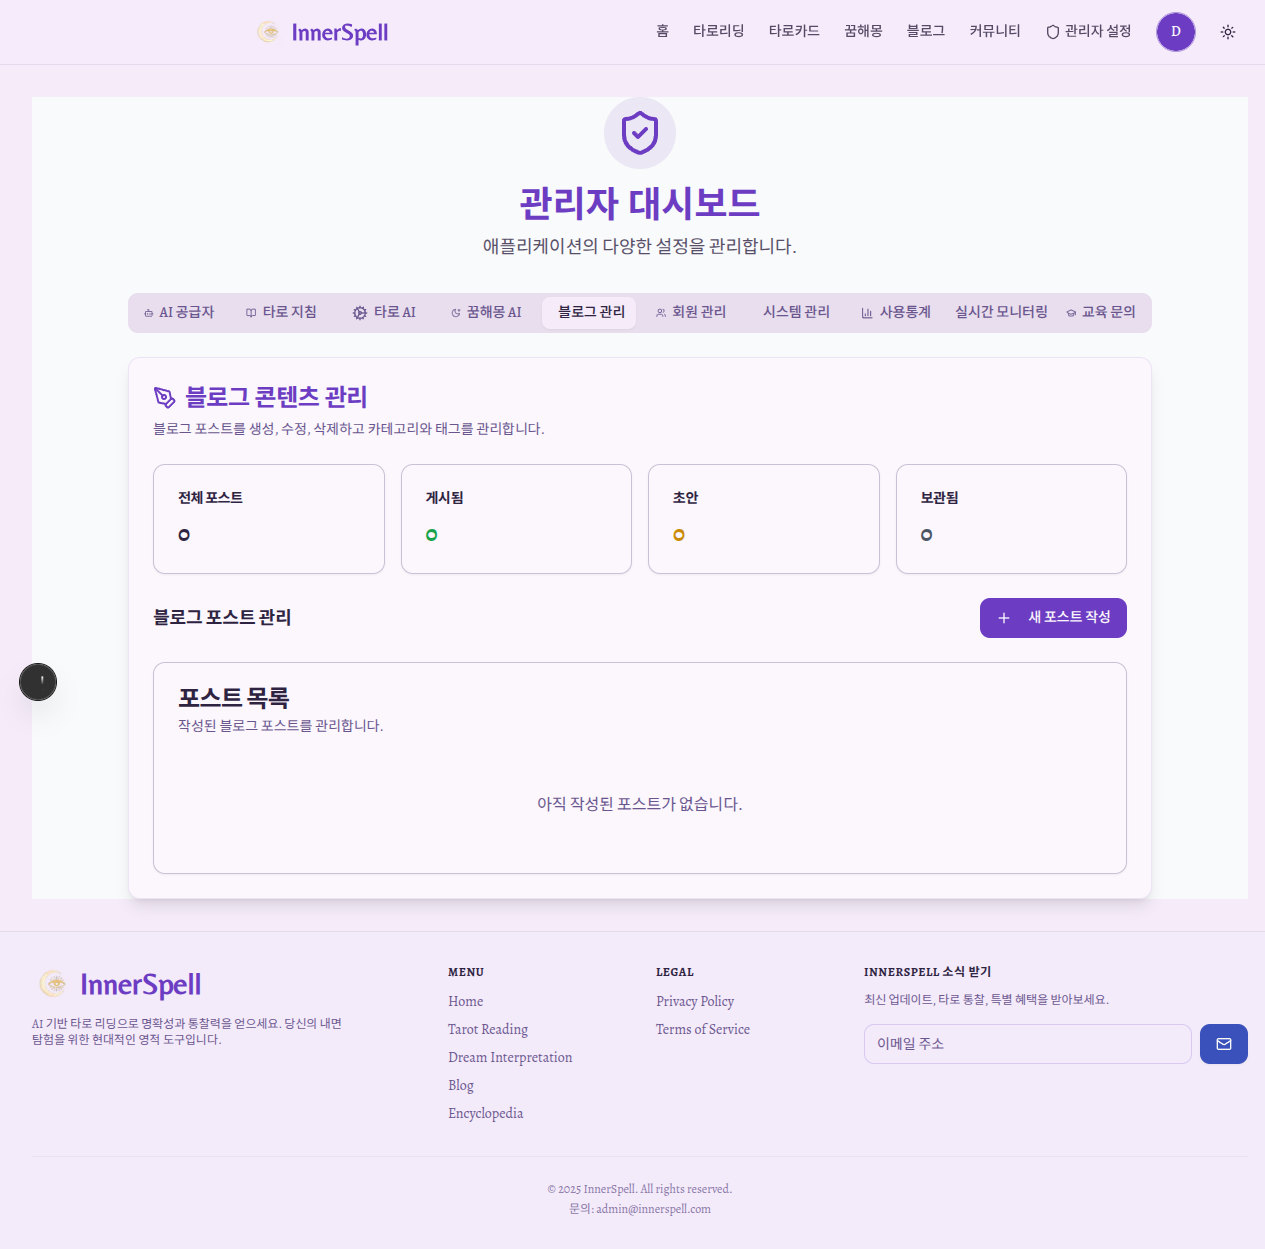 InnerSpell
홈 타로리딩 타로카드 꿈해몽 블로그 커뮤니티 관리자 설정 D
관리자 대시보드
애플리케이션의 다양한 설정을 관리합니다.
AI 공급자 타로 지침 타로 AI 꿈해몽 AI 블로그 관리 회원 관리 시스템 관리 사용통계 실시간 모니터링 교육 문의
블로그 콘텐츠 관리
블로그 포스트를 생성, 수정, 삭제하고 카테고리와 태그를 관리합니다.
전체 포스트 게시됨 초안 보관됨
0 0 0 0
블로그 포스트 관리 새 포스트 작성
포스트 목록
작성된 블로그 포스트를 관리합니다.
아직 작성된 포스트가 없습니다.
InnerSpell
AI 기반 타로 리딩으로 명확성과 통찰력을 얻으세요. 당신의 내면
탐험을 위한 현대적인 영적 도구입니다.
MENU
Home
Tarot Reading
Dream Interpretation
Blog
Encyclopedia
LEGAL
Privacy Policy
Terms of Service
INNERSPELL 소식 받기
최신 업데이트, 타로 통찰, 특별 혜택을 받아보세요.
이메일 주소
© 2025 InnerSpell. All rights reserved.
문의: admin@innerspell.com